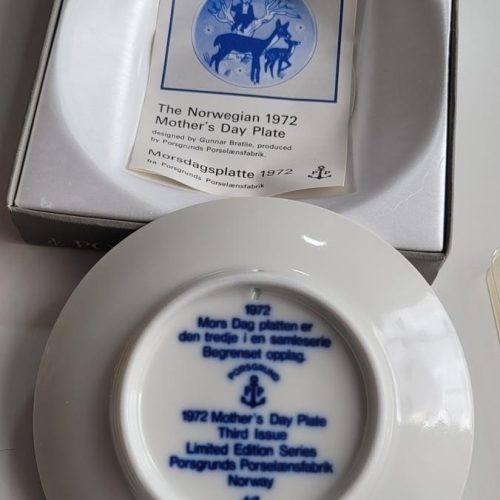 The Norwegian 1972
Mother's Day Plate
designed by Gunnar Bratlie, produced
by Porsgrunds Porselænsfabrik.
Morsdagsplatte 1972
fra Porsgrunds Porselænsfabrik
P P
1972
Mors Dag platten er
den tredje i en samleserie
Begrenset opplag.
PORSGRUND
P P
1972 Mother's Day Plate
Third Issue
Limited Edition Series
Porsgrunds Porselænsfabrik
Norway